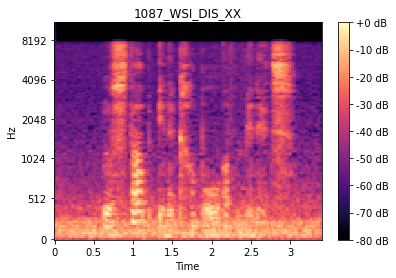 1087_WSI_DIS_XX
+0 dB
8192
-10 dB
4096
-20 dB
-30 dB
2048
Hz
-40 dB
1024
-50 dB
512
-60 dB
-70 dB
0
-80 dB
0 0.5 1 1.5 2 2.5 3
Time